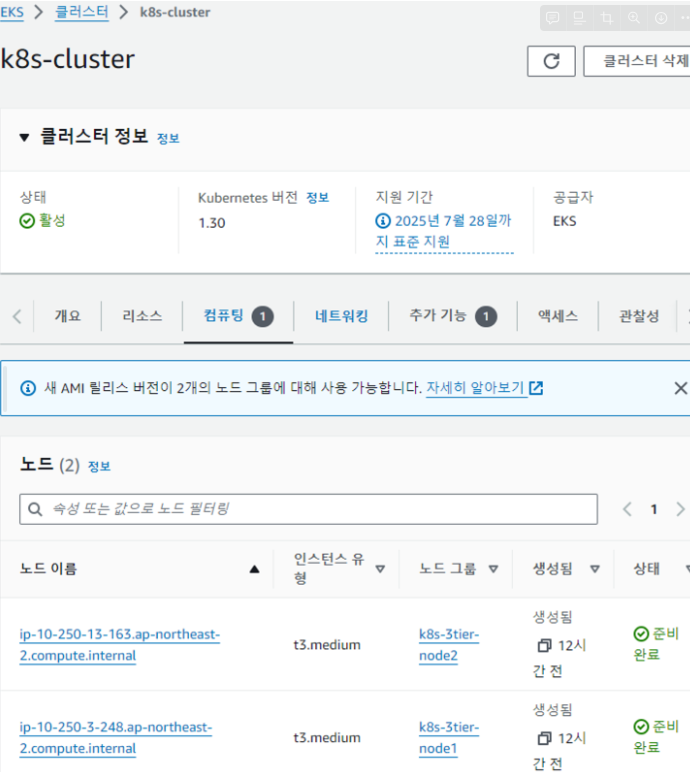 EKS > 클러스터 > k8s-cluster
k8s-cluster
클러스터 삭제
▼ 클러스터 정보 정보
상태
활성
Kubernetes 버전 정보
1.30
지원 기간
2025년 7월 28일까
지 표준 지원
공급자
EKS
개요 리소스 컴퓨팅 1 네트워킹 추가 기능 1 액세스 관찰성
새 AMI 릴리스 버전이 2개의 노드 그룹에 대해 사용 가능합니다. 자세히 알아보기
노드 (2) 정보
속성 또는 값으로 노드 필터링
< 1 >
노드 이름
인스턴스 유
형
노드 그룹
생성됨
상태
ip-10-250-13-163.ap-northeast-
2.compute.internal
t3.medium
k8s-3tier-
node2
생성됨
12시
간 전
준비
완료
ip-10-250-3-248.ap-northeast-
2.compute.internal
t3.medium
k8s-3tier-
node1
생성됨
12시
간 전
준비
완료